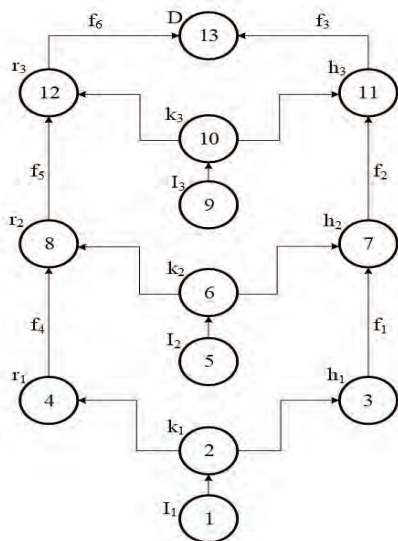 f₆ D f₃
13
r₃ h₃
12 k₃ 11
10
f₅ I₃ f₂
9
r₂ h₂
8 k₂ 7
6
f₄ I₂ f₁
5
r₁ h₁
4 k₁ 3
2
I₁
1